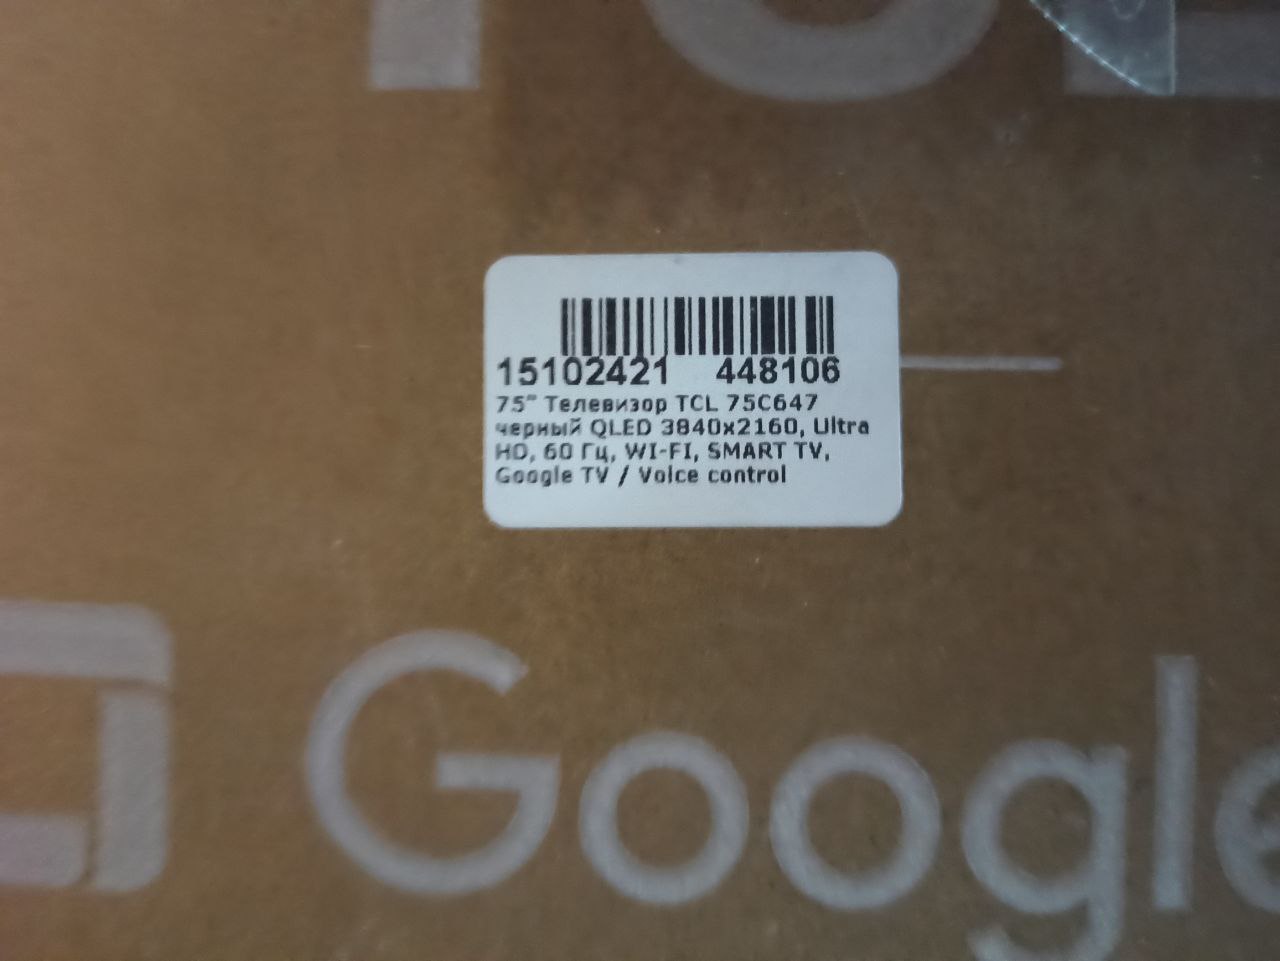 TCL
15102421 448106
75" Телевизор TCL 75C647
черный QLED 3840x2160, Ultra
HD, 60 Гц, WI-FI, SMART TV,
Google TV / Voice control
Google